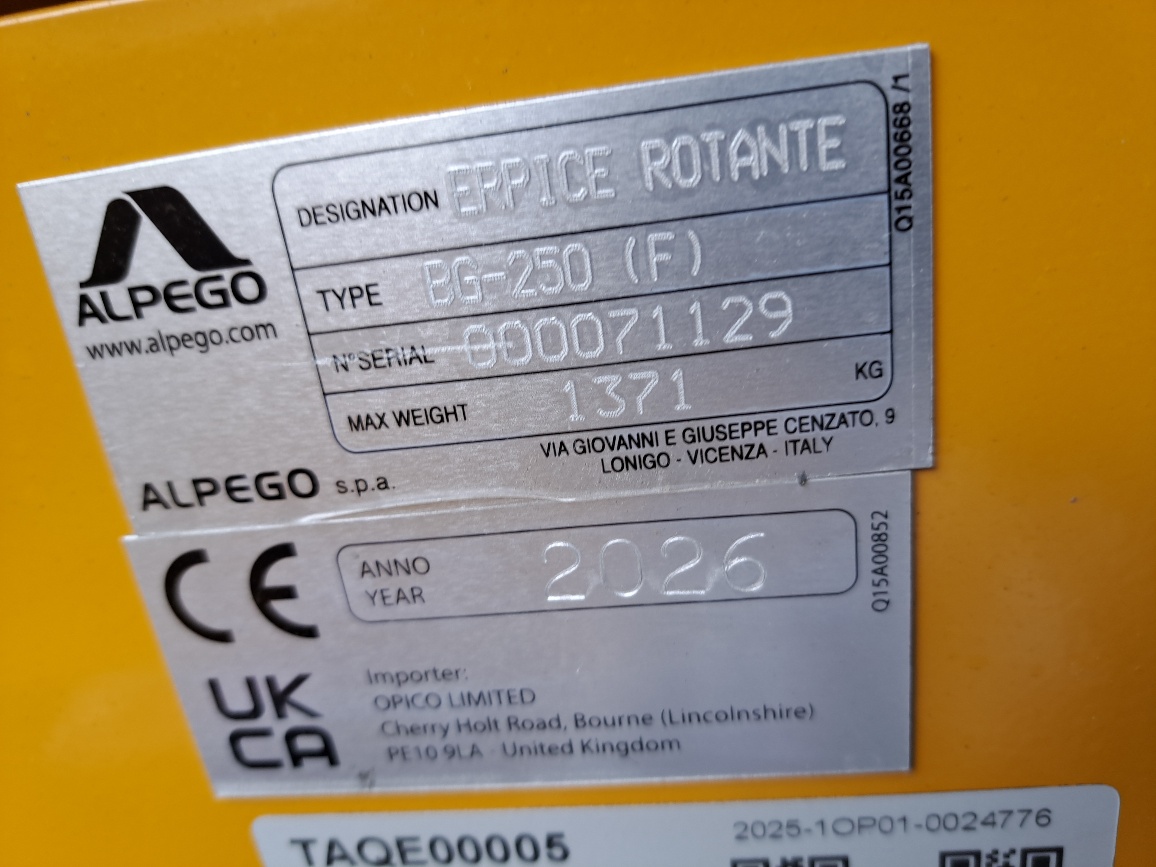 ALPEGO
www.alpego.com
DESIGNATION ERPICE ROTANTE
TYPE BG-250 (F)
N°SERIAL 000071129
MAX WEIGHT 1371 KG
VIA GIOVANNI E GIUSEPPE CENZATO, 9
LONIGO - VICENZA - ITALY
ALPEGO s.p.a.
Q15A00668 /1
CE
ANNO
YEAR
2026
Q15A00852
UK
CA
Importer:
OPICO LIMITED
Cherry Holt Road, Bourne (Lincolnshire)
PE10 9LA - United Kingdom
TAQE00005
2025-1OP01-0024776